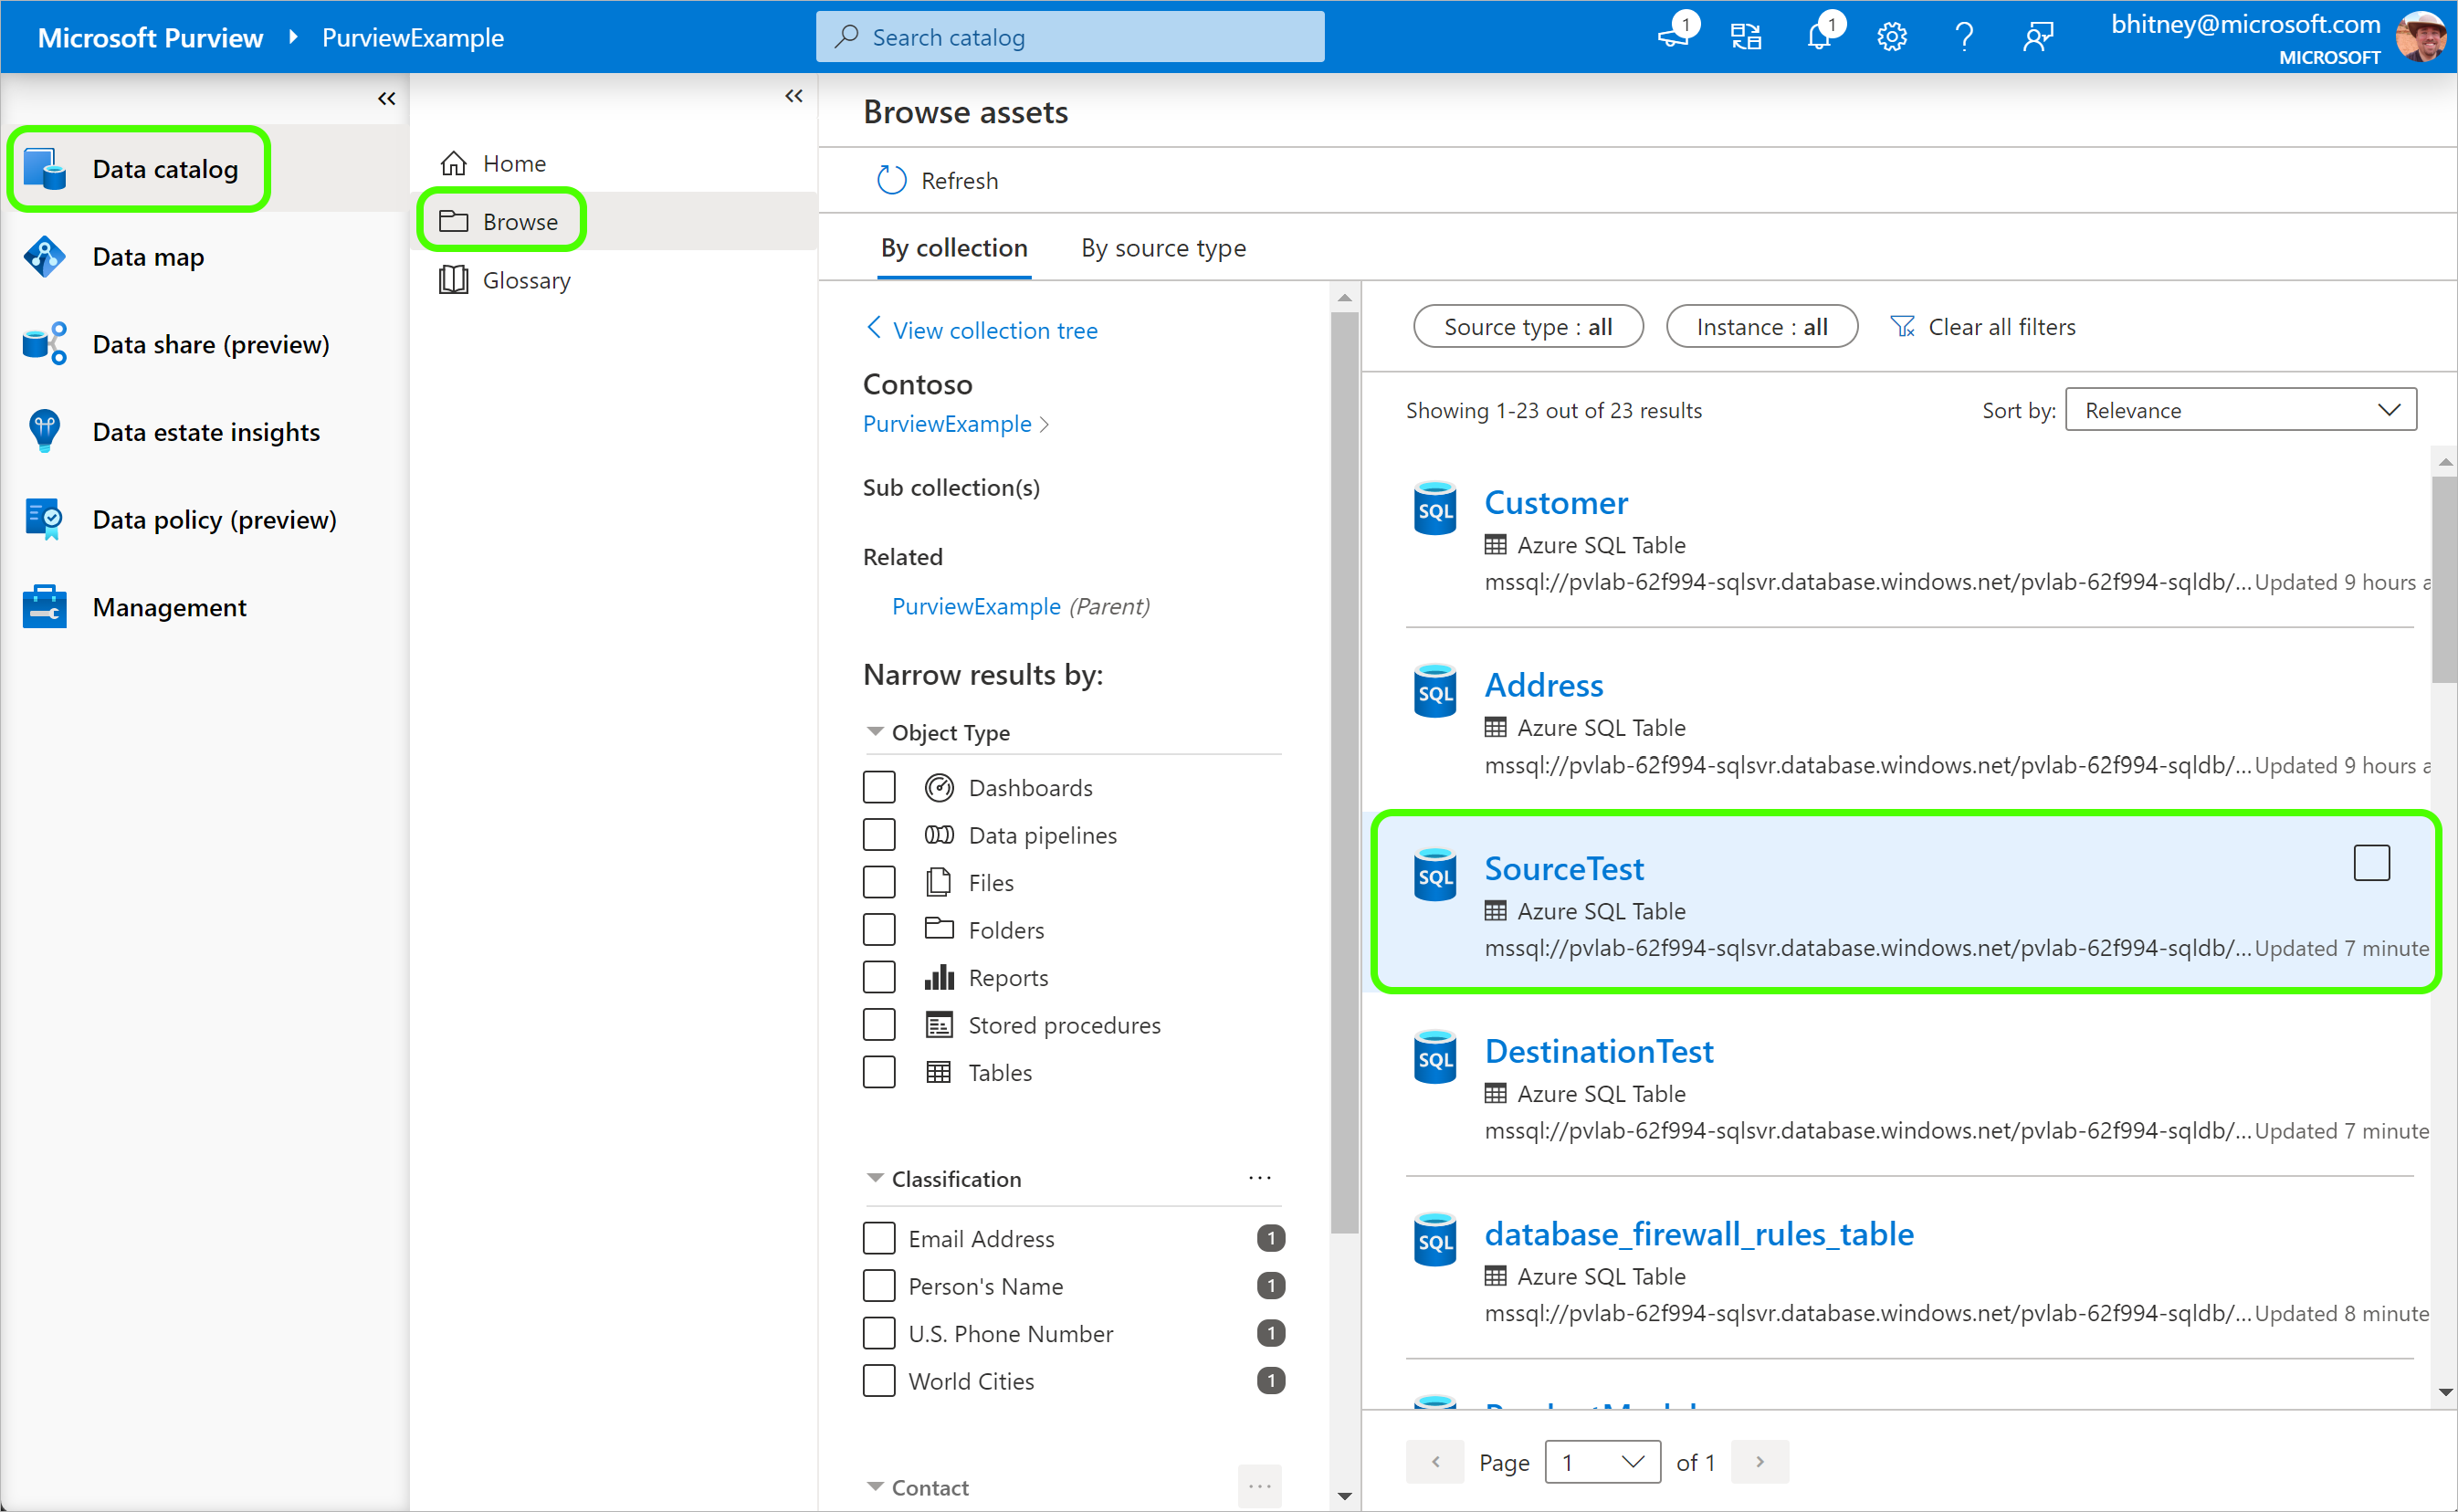 Microsoft Purview PurviewExample
Search catalog
1
1
bhitney@microsoft.com
MICROSOFT
Data catalog
Data map
Data share (preview)
Data estate insights
Data policy (preview)
Management
Home
Browse
Glossary
Browse assets
Refresh
By collection By source type
View collection tree
Contoso
PurviewExample
Sub collection(s)
Related
PurviewExample (Parent)
Narrow results by:
Object Type
Dashboards
Data pipelines
Files
Folders
Reports
Stored procedures
Tables
Classification ...
Email Address 1
Person's Name 1
U.S. Phone Number 1
World Cities 1
Contact ...
Source type : all Instance : all Clear all filters
Showing 1-23 out of 23 results Sort by: Relevance
SQL
Customer
Azure SQL Table
mssql://pvlab-62f994-sqlsvr.database.windows.net/pvlab-62f994-sqldb/... Updated 9 hours a
SQL
Address
Azure SQL Table
mssql://pvlab-62f994-sqlsvr.database.windows.net/pvlab-62f994-sqldb/... Updated 9 hours a
SQL
SourceTest
Azure SQL Table
mssql://pvlab-62f994-sqlsvr.database.windows.net/pvlab-62f994-sqldb/... Updated 7 minute
SQL
DestinationTest
Azure SQL Table
mssql://pvlab-62f994-sqlsvr.database.windows.net/pvlab-62f994-sqldb/... Updated 7 minute
SQL
database_firewall_rules_table
Azure SQL Table
mssql://pvlab-62f994-sqlsvr.database.windows.net/pvlab-62f994-sqldb/... Updated 8 minute
Page 1 of 1